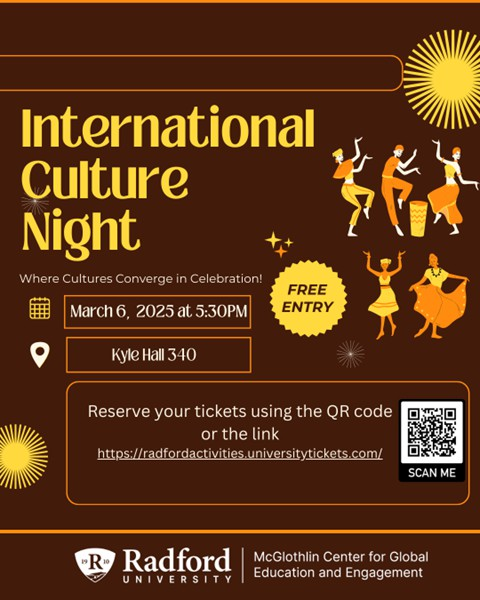 International
Culture
Night
Where Cultures Converge in Celebration!
FREE
ENTRY
March 6, 2025 at 5:30PM
Kyle Hall 340
Reserve your tickets using the QR code
or the link
https://radfordactivities.universitytickets.com/
SCAN ME
19 R 10
Radford
UNIVERSITY
McGlothlin Center for Global
Education and Engagement